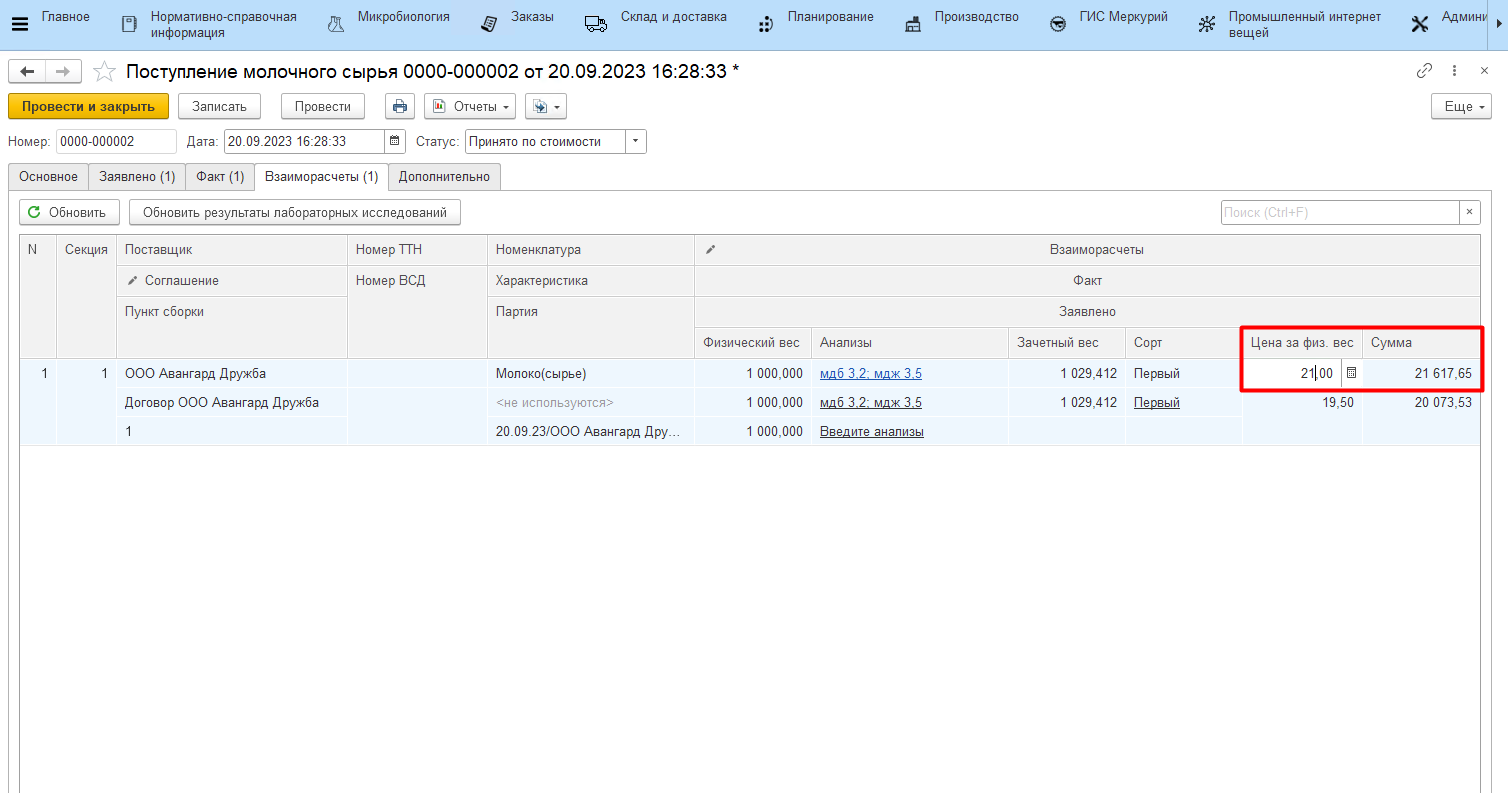 Главное
Нормативно-справочная
информация
Микробиология
Заказы
Склад и доставка
Планирование
Производство
ГИС Меркурий
Промышленный интернет
вещей
Админи
Поступление молочного сырья 0000-000002 от 20.09.2023 16:28:33 *
Провести и закрыть
Записать
Провести
Отчеты
Еще
Номер: 0000-000002 Дата: 20.09.2023 16:28:33 Статус: Принято по стоимости
Основное
Заявлено (1)
Факт (1)
Взаиморасчеты (1)
Дополнительно
Обновить
Обновить результаты лабораторных исследований
Поиск (Ctrl+F)
N Секция Поставщик Номер ТТН Номенклатура Взаиморасчеты
Соглашение Номер ВСД Характеристика Факт
Пункт сборки Партия Заявлено
Физический вес Анализы Зачетный вес Сорт Цена за физ. вес Сумма
1 1 ООО Авангард Дружба Молоко(сырье) 1 000,000 мдб 3,2; мдж 3,5 1 029,412 Первый 21,00 21 617,65
Договор ООО Авангард Дружба <не используются> 1 000,000 мдб 3,2; мдж 3,5 1 029,412 Первый 19,50 20 073,53
1 20.09.23/ООО Авангард Дру... 1 000,000 Введите анализы